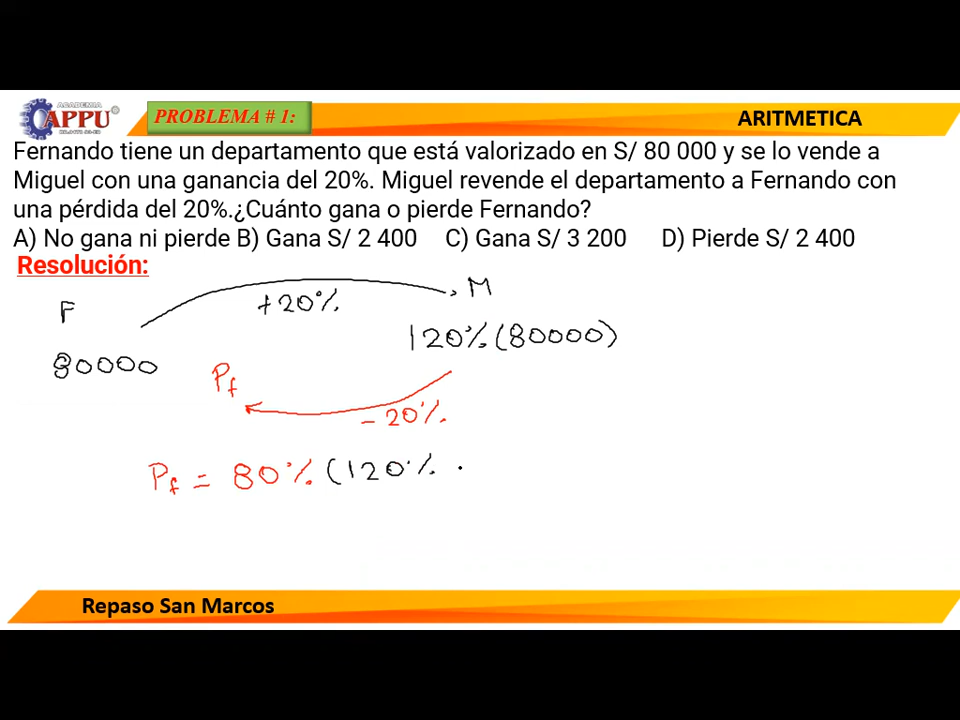 ACADEMIA
APPU
PROBLEMA # 1:
ARITMETICA
Fernando tiene un departamento que está valorizado en S/ 80 000 y se lo vende a
Miguel con una ganancia del 20%. Miguel revende el departamento a Fernando con
una pérdida del 20%.¿Cuánto gana o pierde Fernando?
A) No gana ni pierde B) Gana S/ 2 400 C) Gana S/ 3 200 D) Pierde S/ 2 400
Resolución:
F +20% M
80000 120%(80000)
Pf
-20%
Pf = 80% (120% .
Repaso San Marcos